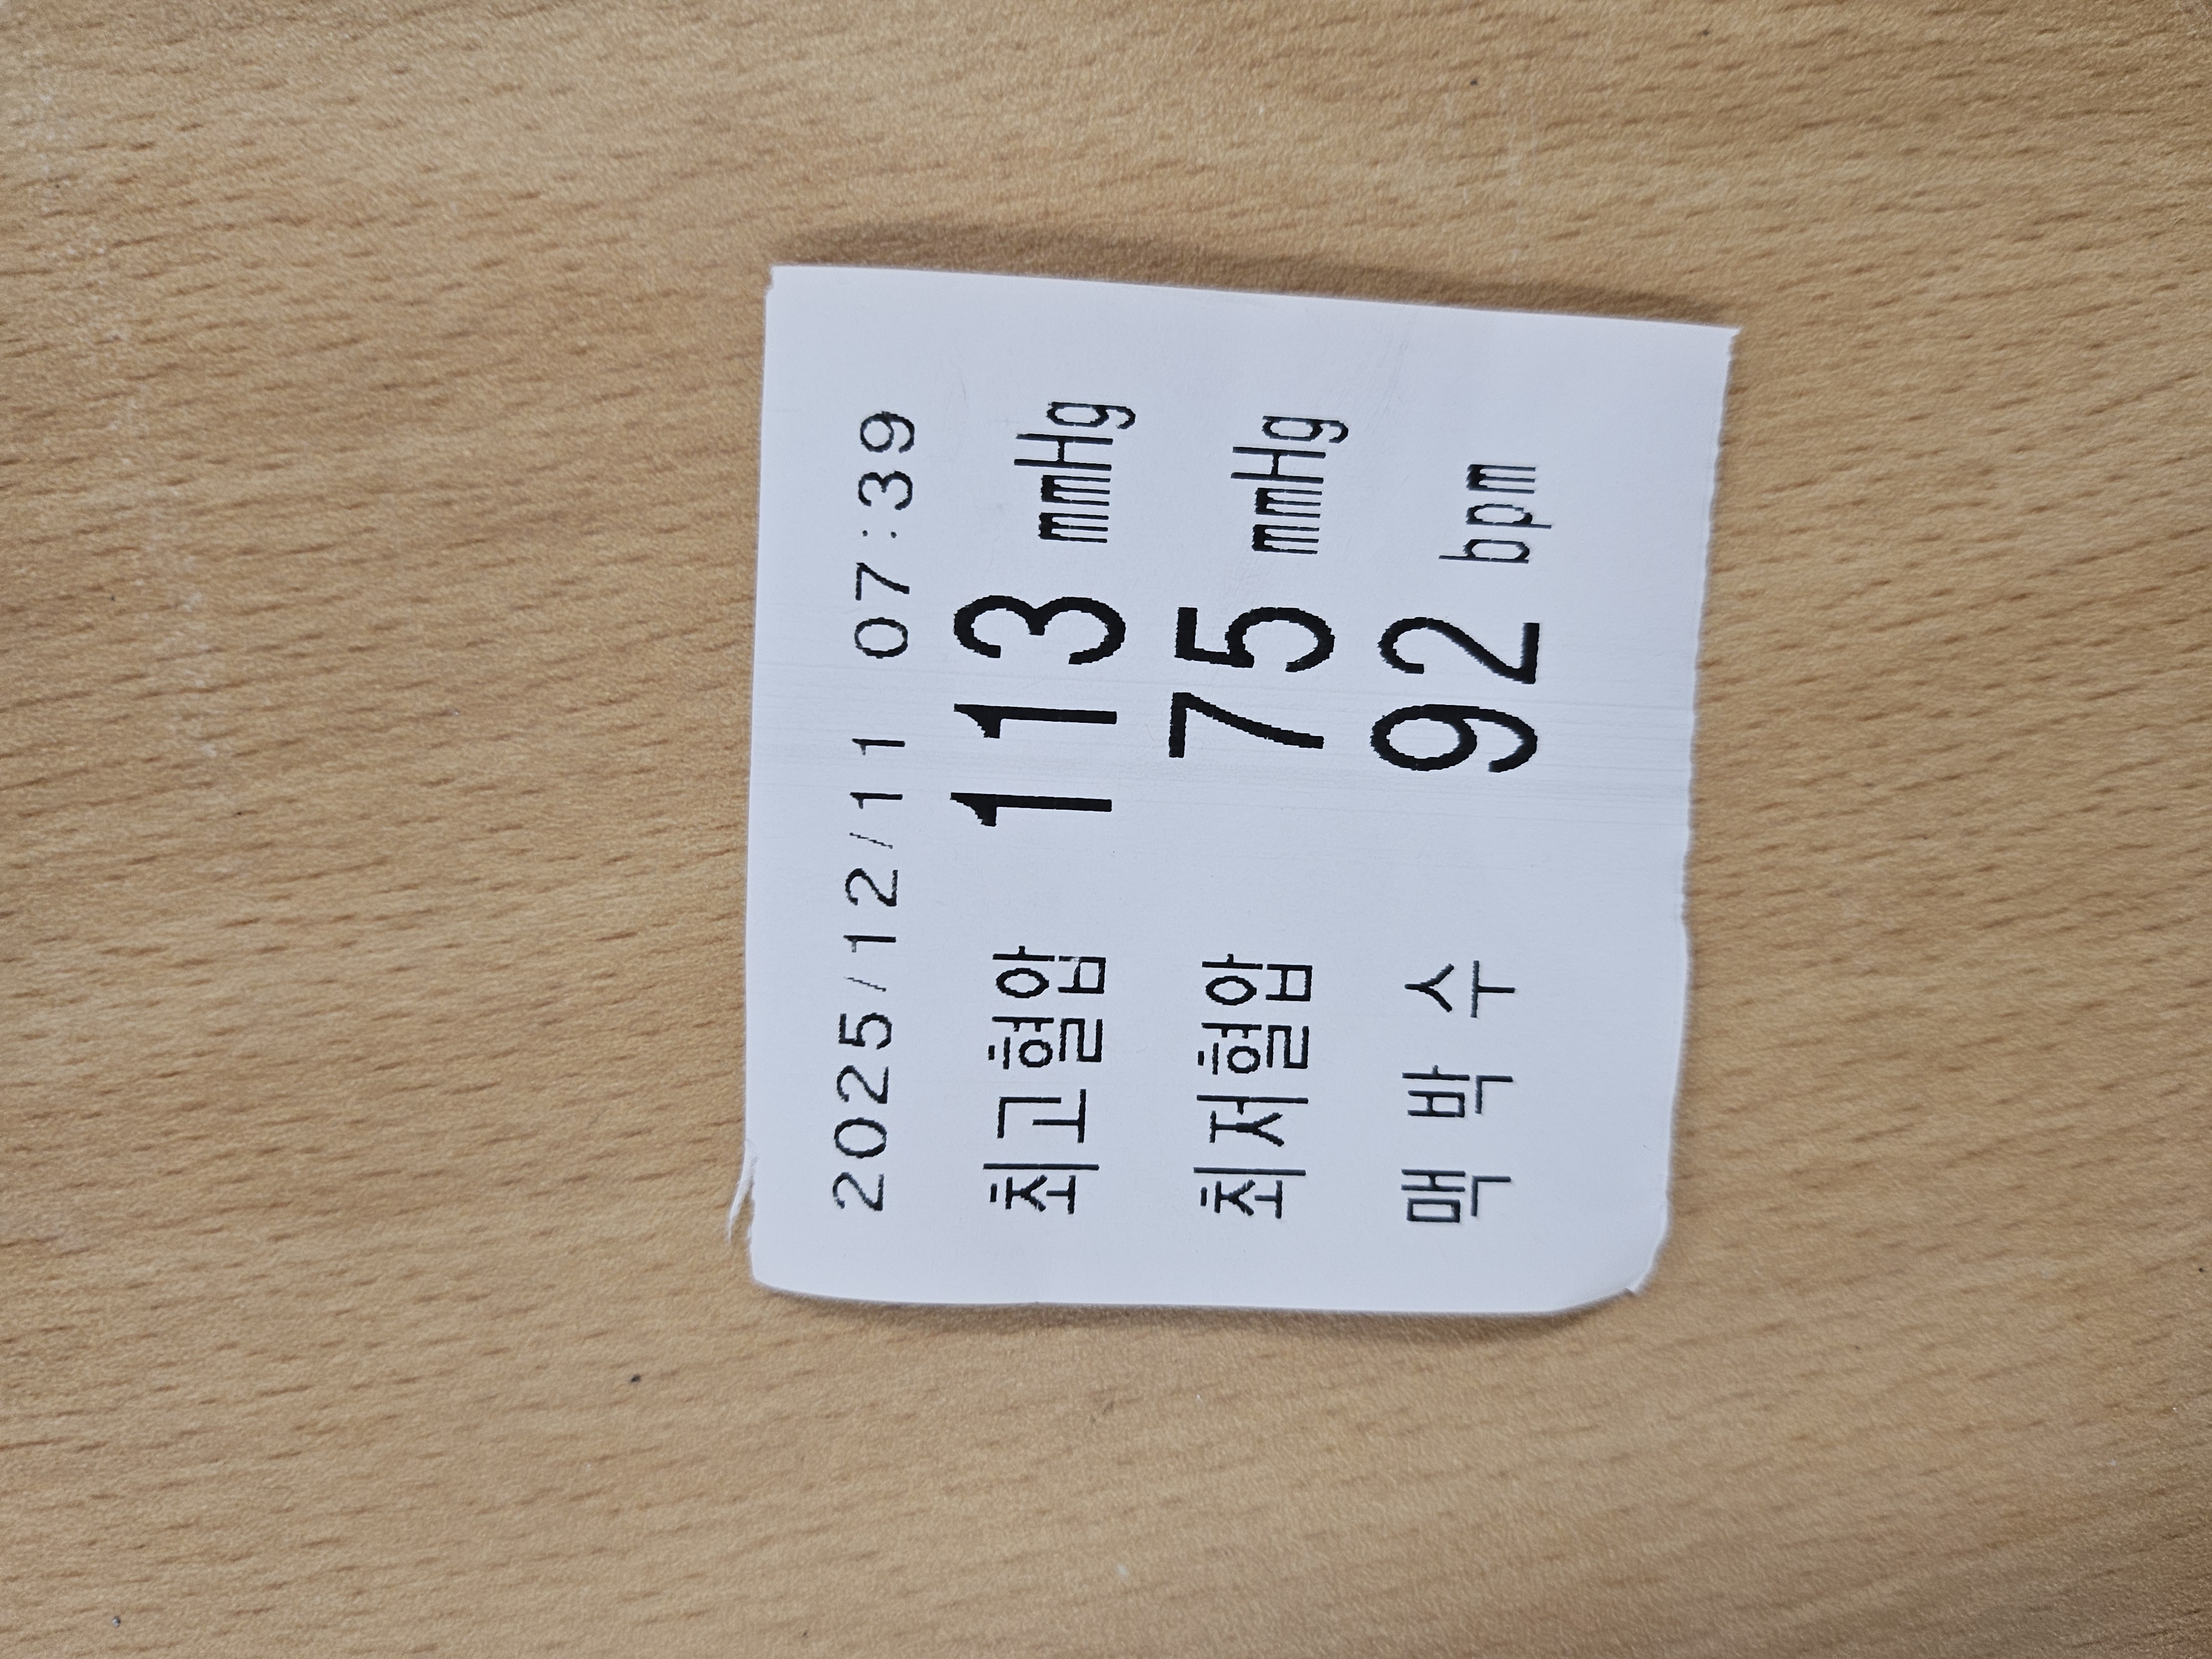 2025/12/11 07:39
최고혈압 113 mmHg
최저혈압 75 mmHg
맥 박 수 92 bpm